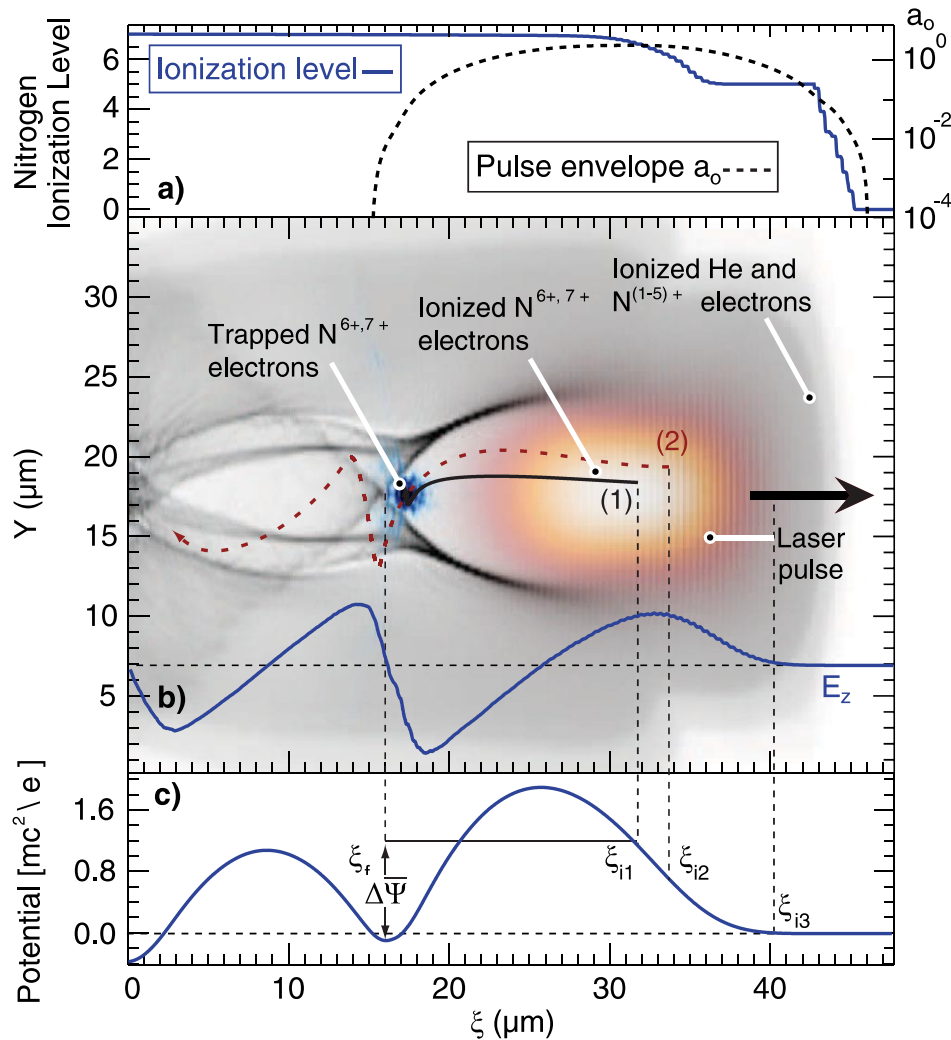 a₀
Nitrogen
Ionization Level
6
4
2
0
Ionization level
Pulse envelope a₀
10⁰
10⁻²
10⁻⁴
a)
Y (μm)
30
25
20
15
10
5
Trapped N⁶⁺,⁷⁺
electrons
Ionized N⁶⁺,⁷⁺
electrons
Ionized He and
N⁽¹⁻⁵⁾⁺ electrons
(2)
(1)
Laser
pulse
b)
E_z
c)
Potential [mc² \ e]
1.6
0.8
0.0
ξ_f
ΔΨ̅
ξ_i1
ξ_i2
ξ_i3
0
10
20
30
40
ξ (μm)